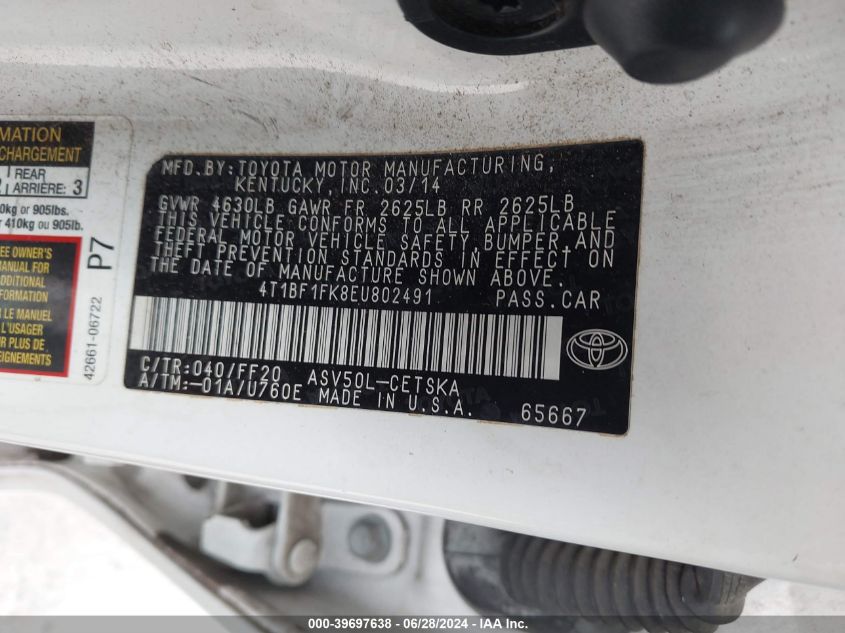 MATION
CHARGEMENT
REAR
ARRIÈRE: 3
0kg or 905lbs.
r 410kg ou 905lb.
EE OWNER'S
MANUAL FOR
ADDITIONAL
FORMATION
LE MANUEL
L'USAGER
R PLUS DE
EIGNEMENTS
P7
42661-06722
MFD.BY:TOYOTA MOTOR MANUFACTURING,
KENTUCKY, INC.03/14
GVWR 4630LB GAWR FR 2625LB RR 2625LB
THIS VEHICLE CONFORMS TO ALL APPLICABLE
FEDERAL MOTOR VEHICLE SAFETY,BUMPER,AND
THEFT PREVENTION STANDARDS IN EFFECT ON
THE DATE OF MANUFACTURE SHOWN ABOVE.
4T1BF1FK8EU802491 PASS.CAR
C/TR:040/FF20 ASV50L-CETSKA
A/TM:-01A/U760E MADE IN U.S.A. 65667
000-39697638 / 06/28/2024 / IAA Inc.